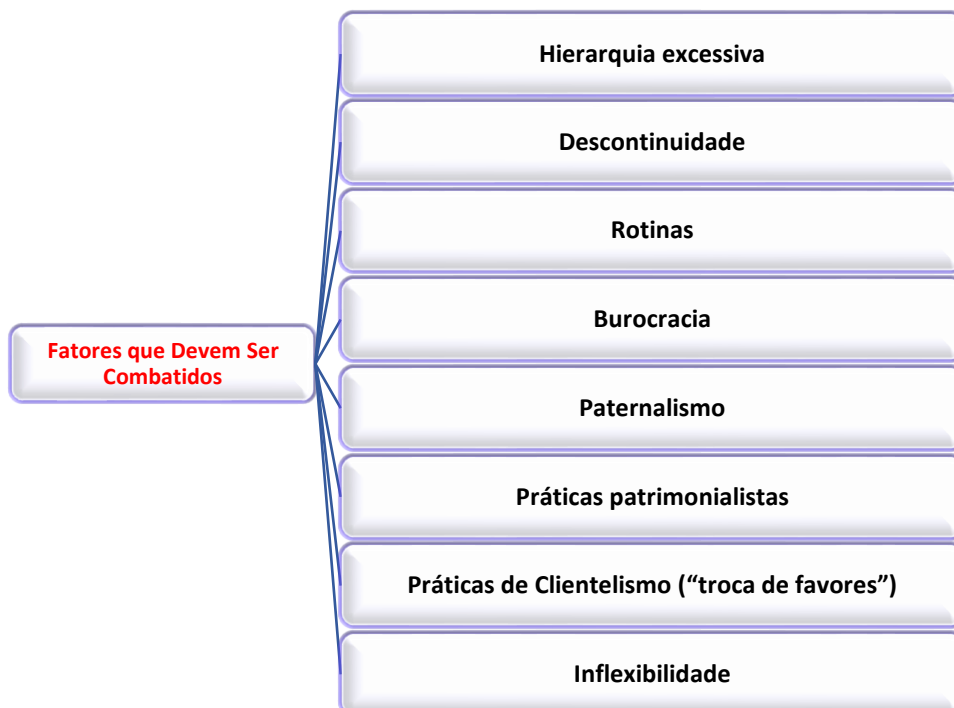 Hierarquia excessiva
Descontinuidade
Rotinas
Burocracia
Fatores que Devem Ser
Combatidos
Paternalismo
Práticas patrimonialistas
Práticas de Clientelismo (“troca de favores”)
Inflexibilidade